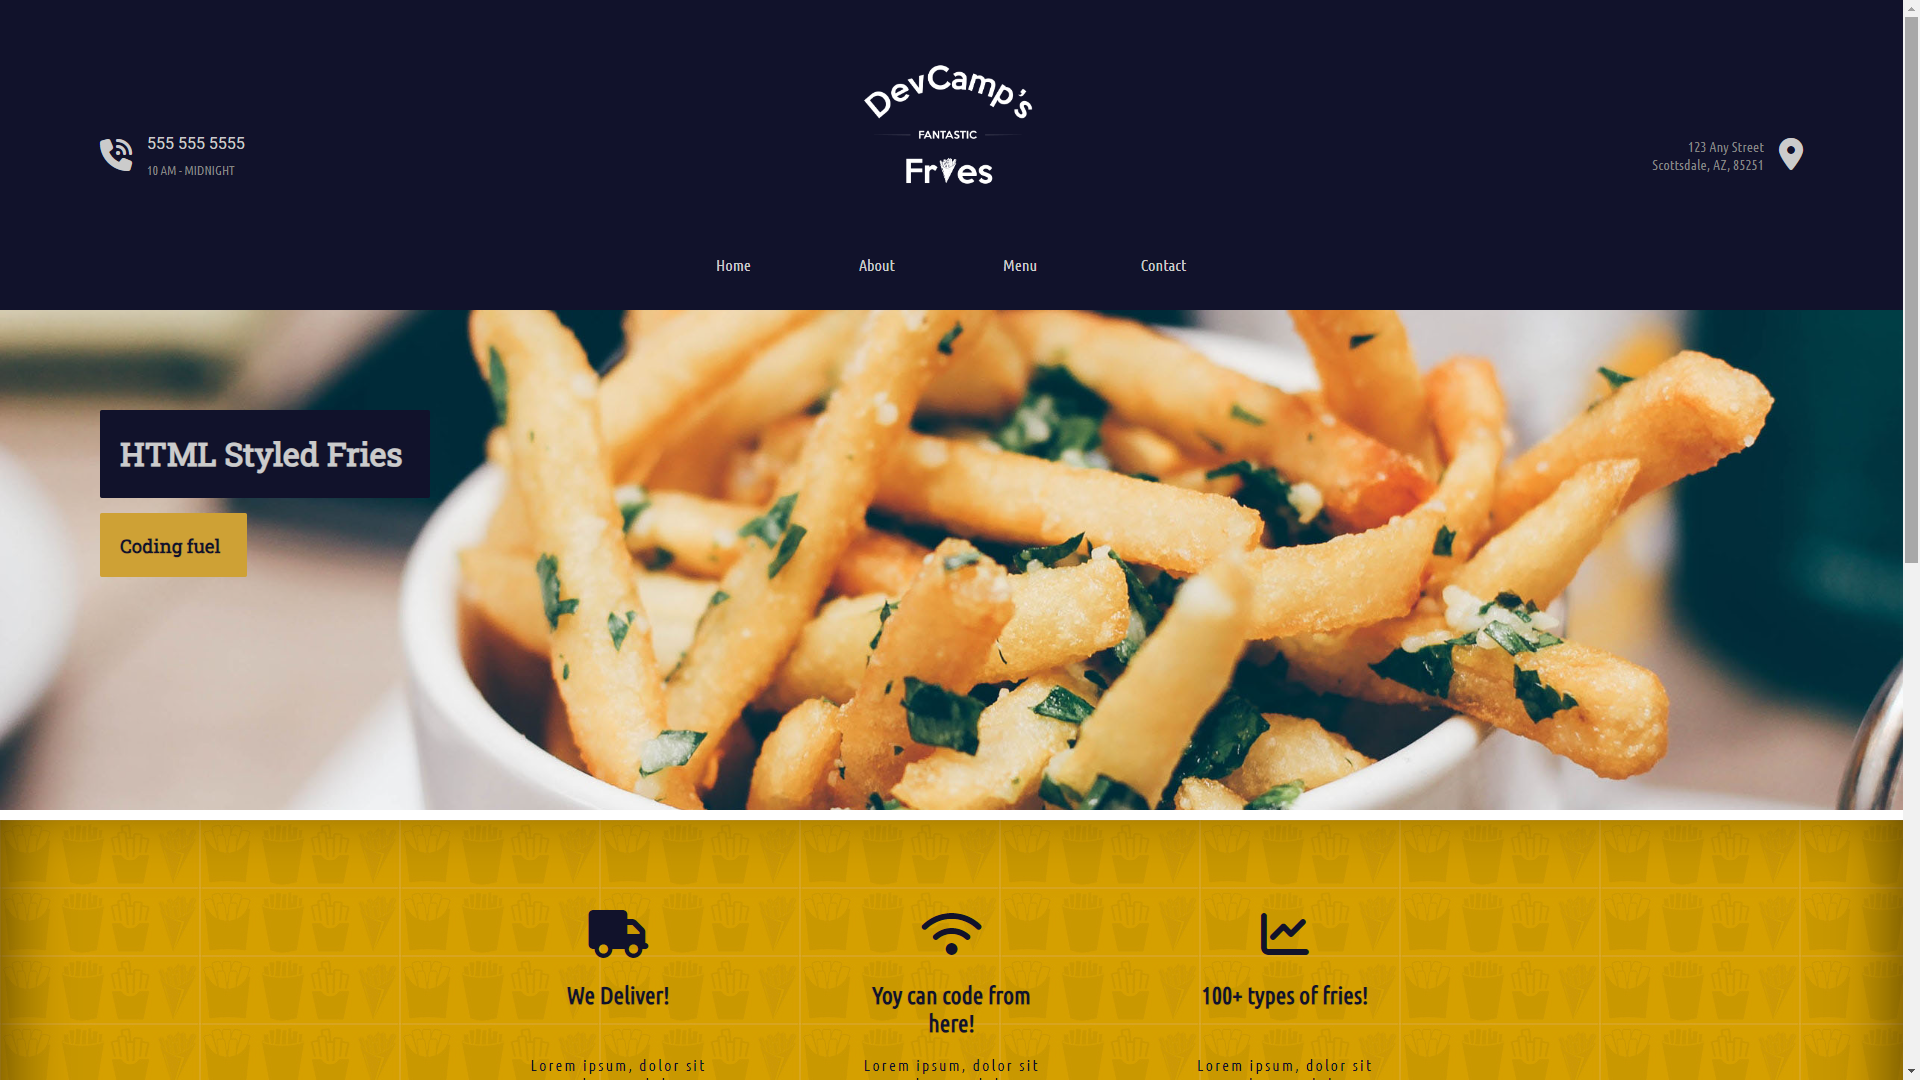 DevCamp's
FANTASTIC
Fries
555 555 5555
10 AM - MIDNIGHT
123 Any Street
Scottsdale, AZ, 85251
Home
About
Menu
Contact
HTML Styled Fries
Coding fuel
We Deliver!
Yoy can code from
here!
100+ types of fries!
Lorem ipsum, dolor sit
Lorem ipsum, dolor sit
Lorem ipsum, dolor sit